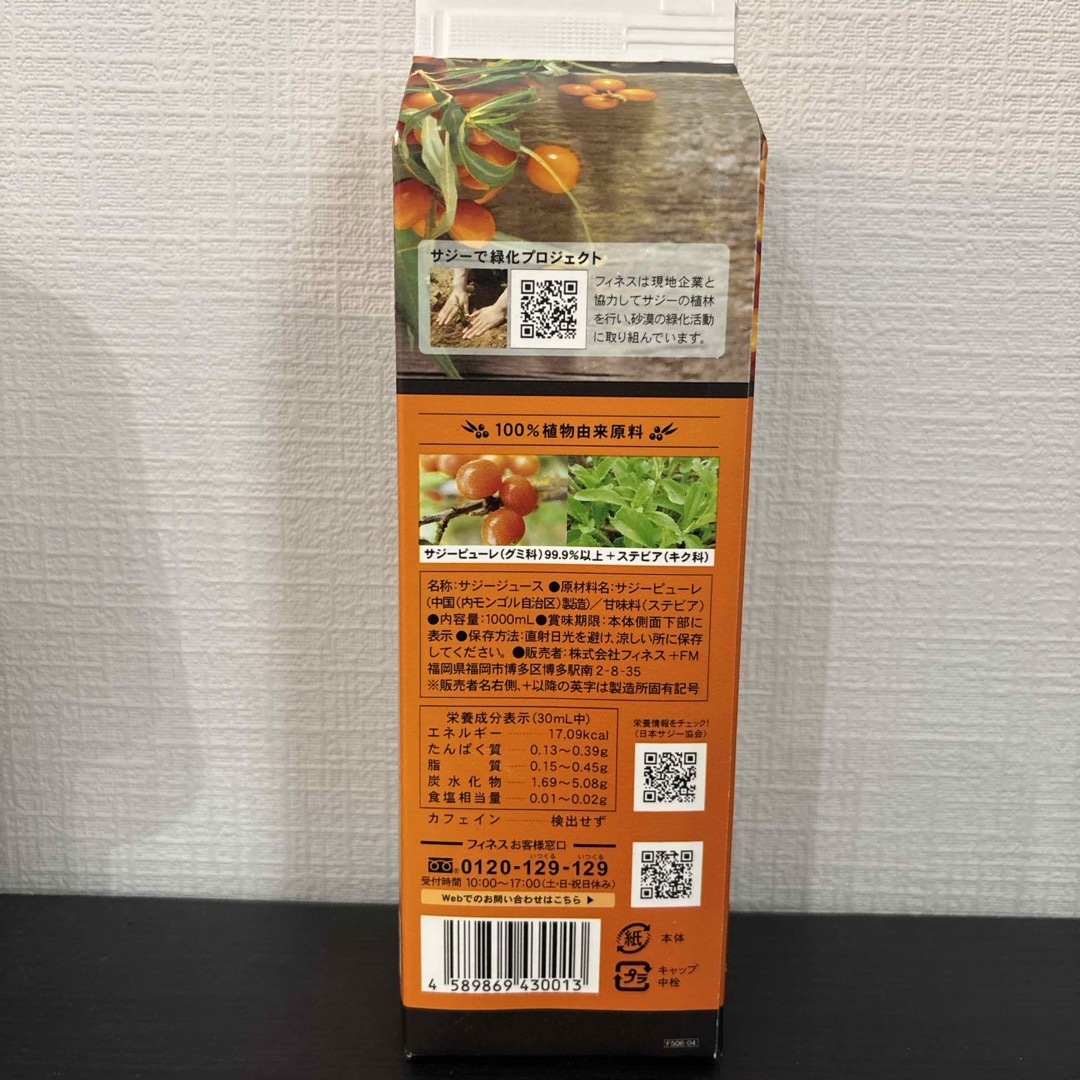 サジーで緑化プロジェクト
フィネスは現地企業と
協力してサジーの植林
を行い、砂漠の緑化活動
に取り組んでいます。
100%植物由来原料
サジーピューレ(グミ科)99.9%以上+ステビア(キク科)
名称:サジージュース ●原材料名:サジーピューレ
(中国(内モンゴル自治区)製造)/甘味料(ステビア)
●内容量:1000mL●賞味期限:本体側面下部に
表示 ●保存方法:直射日光を避け、涼しい所に保存
してください。 ●販売者:株式会社フィネス+FM
福岡県福岡市博多区博多駅南2-8-35
※販売者名右側、+以降の英字は製造所固有記号
栄養成分表示(30mL中)
エネルギー 17.09kcal
たんぱく質 0.13~0.39g
脂質 0.15~0.45g
炭水化物 1.69~5.08g
食塩相当量 0.01~0.02g
カフェイン 検出せず
栄養情報をチェック!
(日本サジー協会)
フィネスお客様窓口
いつくる いつくる
0120-129-129
受付時間 10:00~17:00(土・日・祝日休み)
Webでのお問い合わせはこちら ▶
4 589869 430013
紙 本体
プラ キャップ
中栓
F506-04